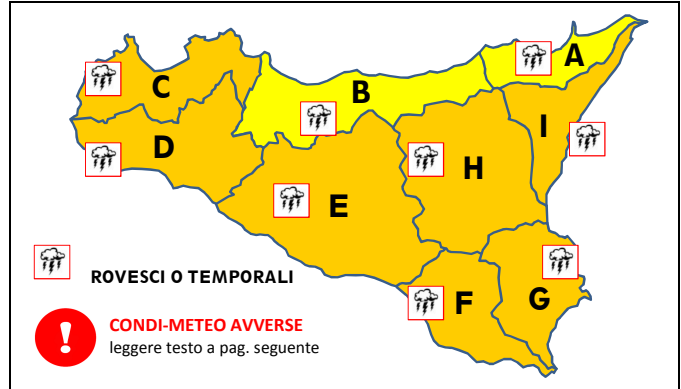 A
C
B
I
D
H
E
F
G
ROVESCI O TEMPORALI
!
CONDI-METEO AVVERSE
leggere testo a pag. seguente